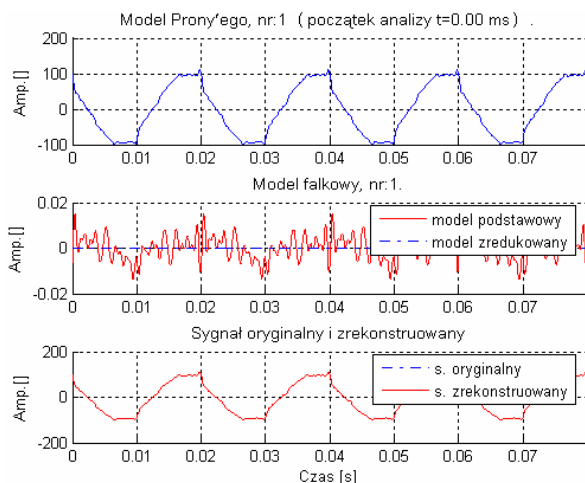 Model Prony'ego, nr:1 (początek analizy t=0.00 ms) .
200
100
0
-100
Amp.[]
0 0.01 0.02 0.03 0.04 0.05 0.06 0.07
Model falkowy, nr:1.
0.02
0
-0.02
Amp.[]
model podstawowy
model zredukowany
0 0.01 0.02 0.03 0.04 0.05 0.06 0.07
Sygnał oryginalny i zrekonstruowany
200
0
-200
Amp.[]
s. oryginalny
s. zrekonstruowany
0 0.01 0.02 0.03 0.04 0.05 0.06 0.07
Czas [s]